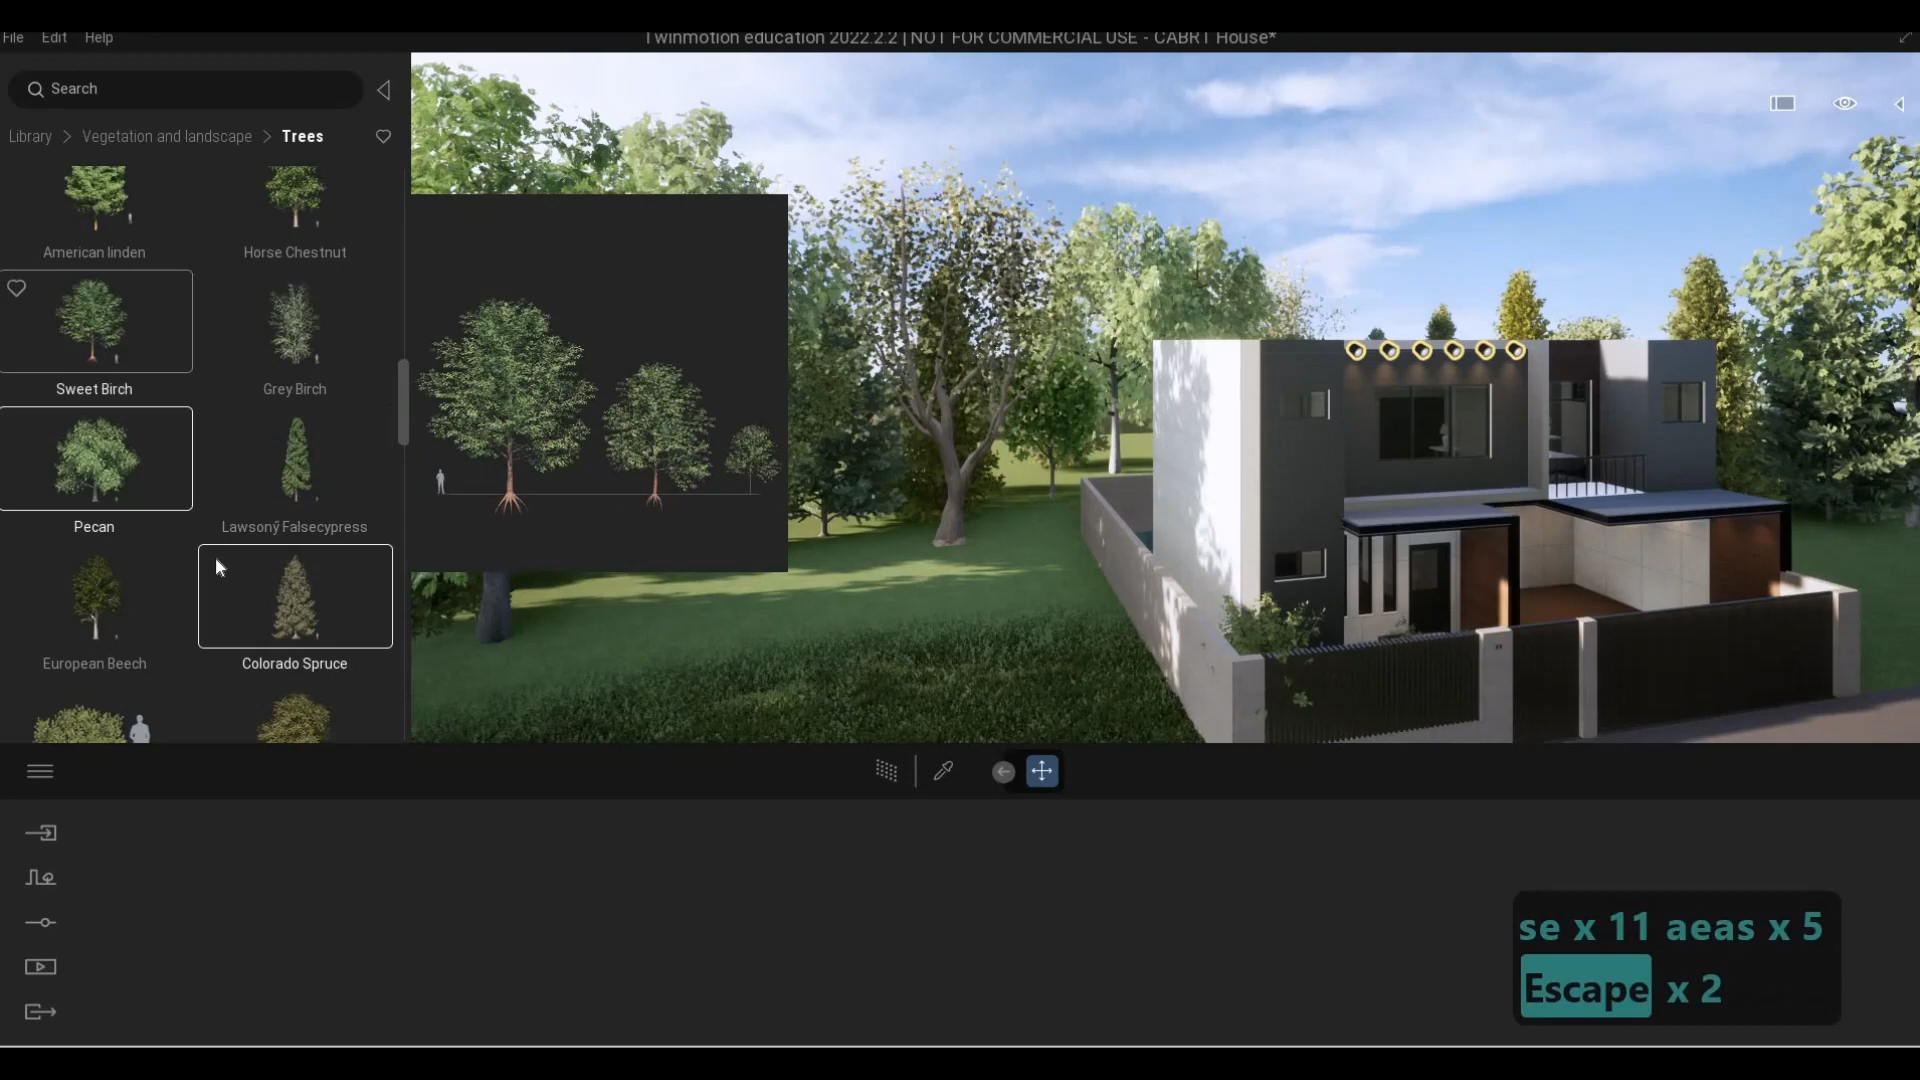 File Edit Help
Twinmotion education 2022.2.2 | NOT FOR COMMERCIAL USE - CABRT House*
Search
Library > Vegetation and landscape > Trees
American linden
Horse Chestnut
Sweet Birch
Grey Birch
Pecan
Lawsony Falsecypress
European Beech
Colorado Spruce
se x 11 aeas x 5
Escape x 2